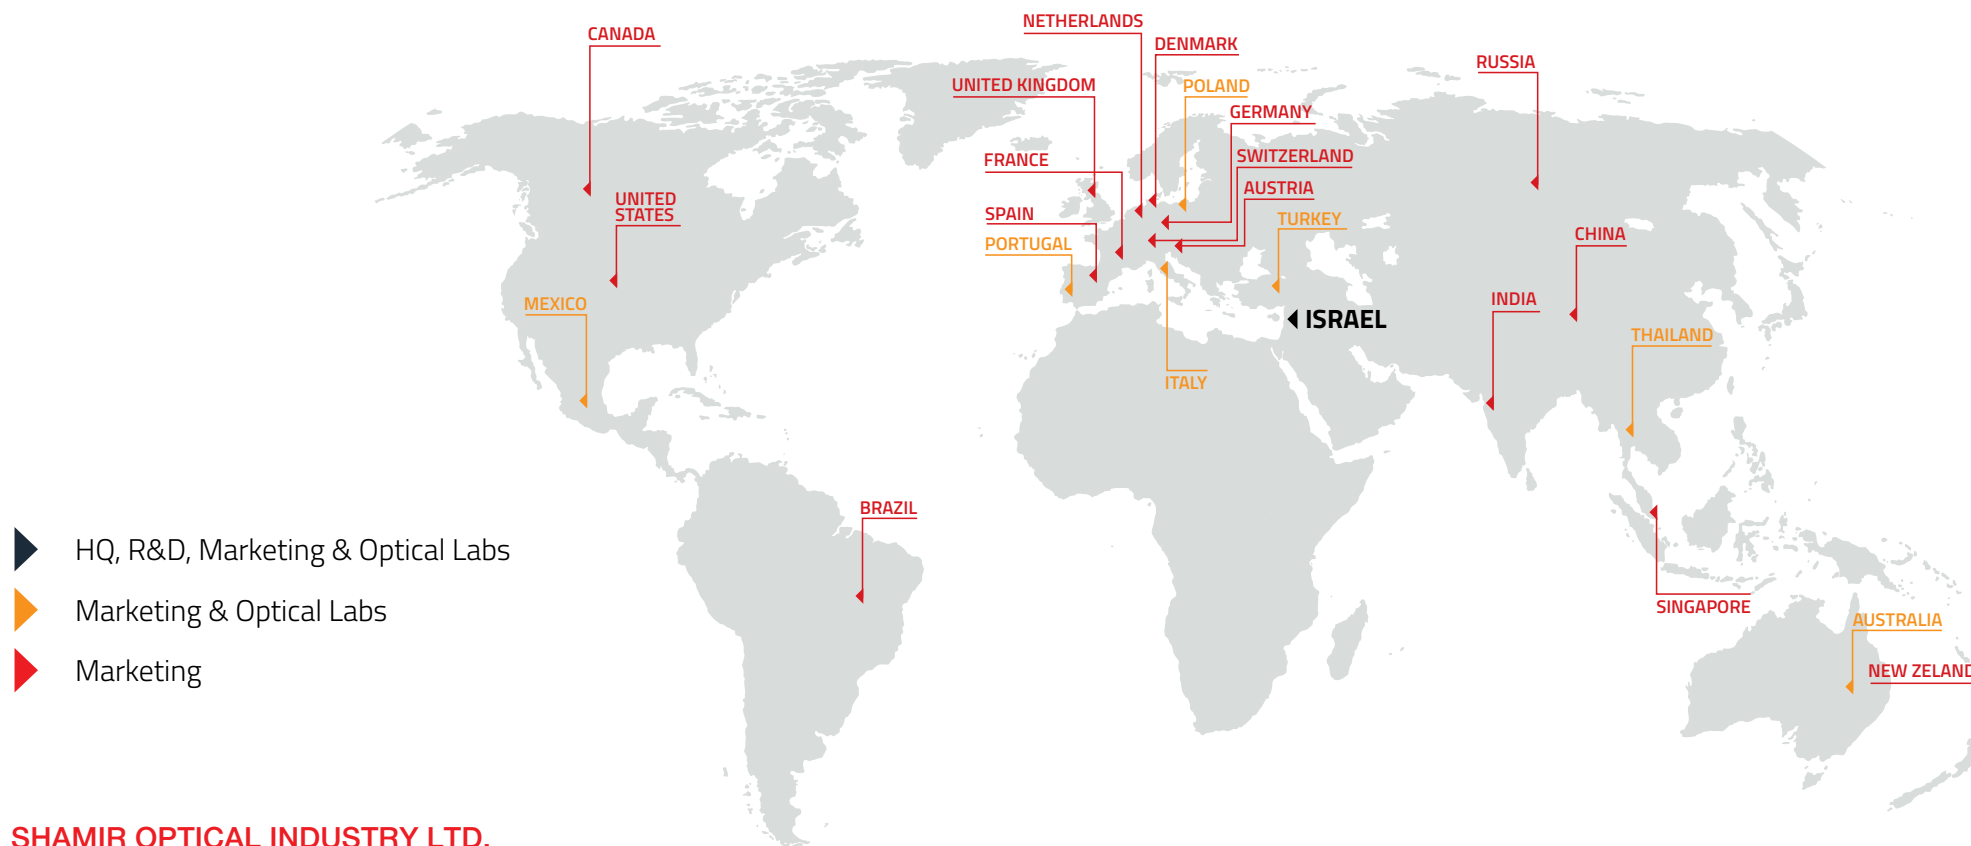 NETHERLANDS
CANADA
DENMARK
RUSSIA
UNITED KINGDOM
POLAND
GERMANY
FRANCE
SWITZERLAND
AUSTRIA
UNITED
STATES
SPAIN
TURKEY
PORTUGAL
CHINA
MEXICO
INDIA
ISRAEL
THAILAND
ITALY
BRAZIL
HQ, R&D, Marketing & Optical Labs
Marketing & Optical Labs
SINGAPORE
AUSTRALIA
Marketing
NEW ZELAND
SHAMIR OPTICAL INDUSTRY LTD.